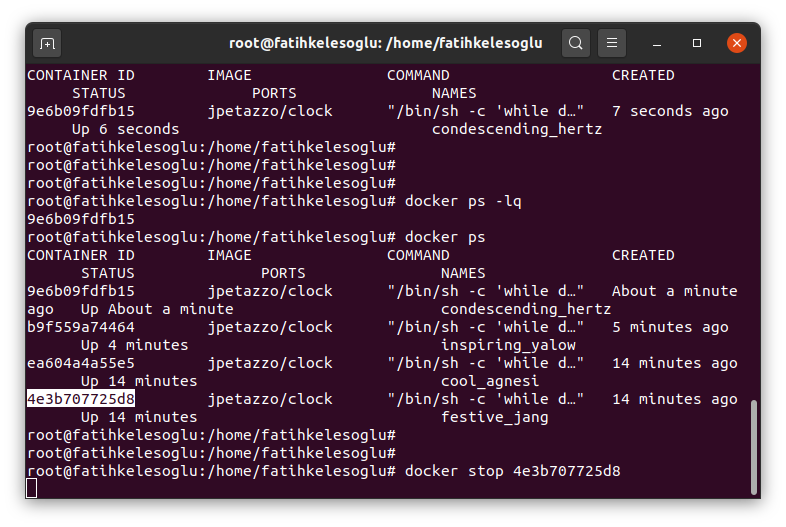 root@fatihkelesoglu: /home/fatihkelesoglu
CONTAINER ID        IMAGE               COMMAND                  CREATED
     STATUS              PORTS               NAMES
9e6b09fdfb15        jpetazzo/clock      "/bin/sh -c 'while d…"   7 seconds ago
     Up 6 seconds                            condescending_hertz
root@fatihkelesoglu:/home/fatihkelesoglu#
root@fatihkelesoglu:/home/fatihkelesoglu#
root@fatihkelesoglu:/home/fatihkelesoglu#
root@fatihkelesoglu:/home/fatihkelesoglu# docker ps -lq
9e6b09fdfb15
root@fatihkelesoglu:/home/fatihkelesoglu# docker ps
CONTAINER ID        IMAGE               COMMAND                  CREATED
      STATUS              PORTS               NAMES
9e6b09fdfb15        jpetazzo/clock      "/bin/sh -c 'while d…"   About a minute
ago   Up About a minute                       condescending_hertz
b9f559a74464        jpetazzo/clock      "/bin/sh -c 'while d…"   5 minutes ago
      Up 4 minutes                            inspiring_yalow
ea604a4a55e5        jpetazzo/clock      "/bin/sh -c 'while d…"   14 minutes ago
      Up 14 minutes                           cool_agnesi
4e3b707725d8        jpetazzo/clock      "/bin/sh -c 'while d…"   14 minutes ago
      Up 14 minutes                           festive_jang
root@fatihkelesoglu:/home/fatihkelesoglu#
root@fatihkelesoglu:/home/fatihkelesoglu#
root@fatihkelesoglu:/home/fatihkelesoglu# docker stop 4e3b707725d8